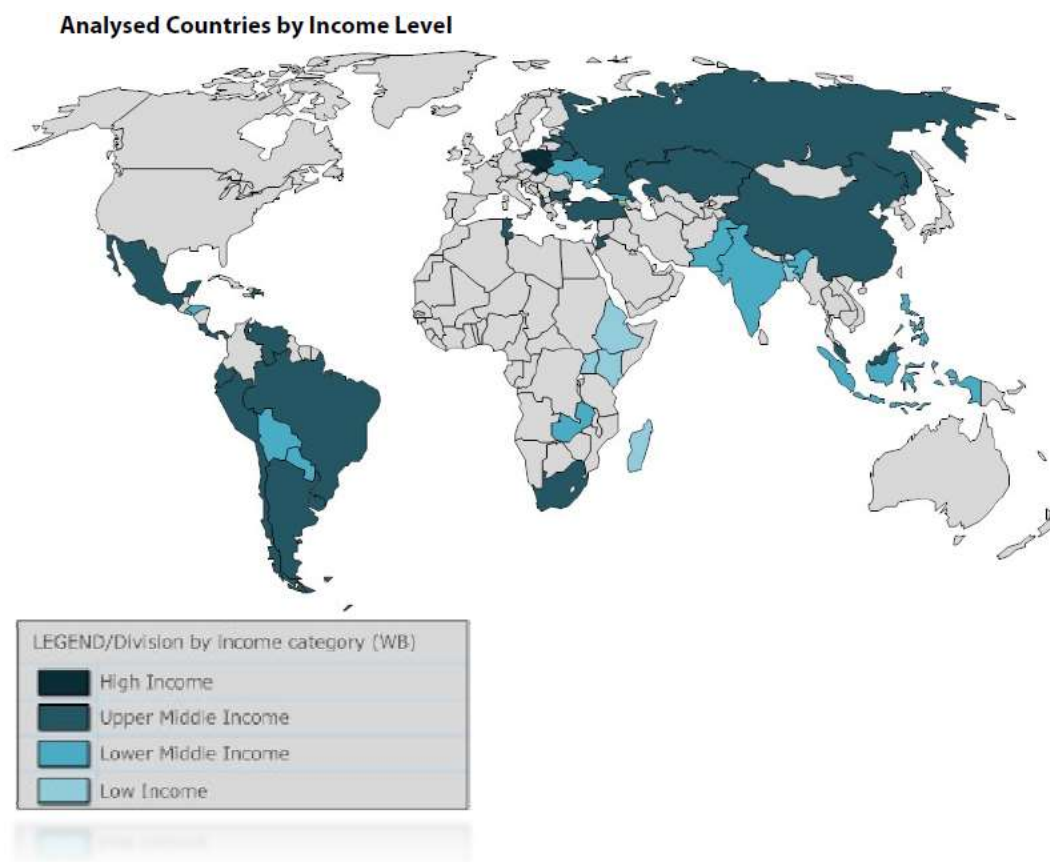 Analysed Countries by Income Level
LEGEND/Division by income category (WB)
High Income
Upper Middle Income
Lower Middle Income
Low Income